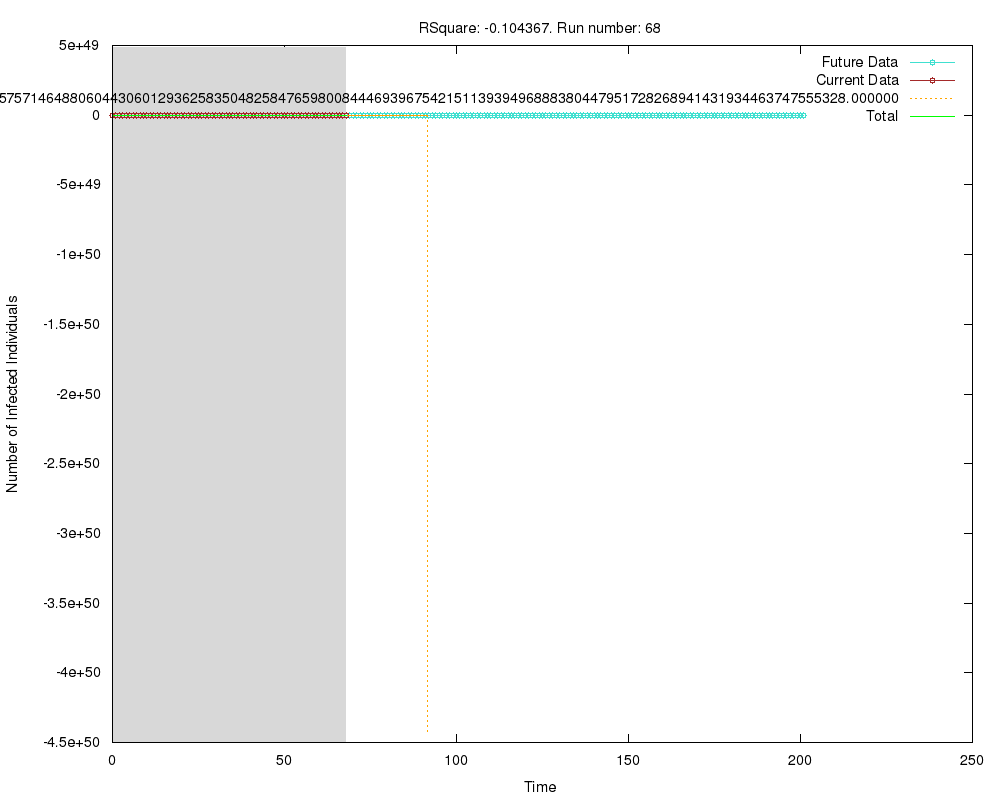 RSquare: -0.104367. Run number: 68
5e+49
Future Data
Current Data
5757146488060443060129362583504825847659800844469396754215113939496888380447951728268941431934463747555328.000000
0
Total
-5e+49
-1e+50
-1.5e+50
-2e+50
-2.5e+50
-3e+50
-3.5e+50
-4e+50
-4.5e+50
Number of Infected Individuals
0
50
100
150
200
250
Time